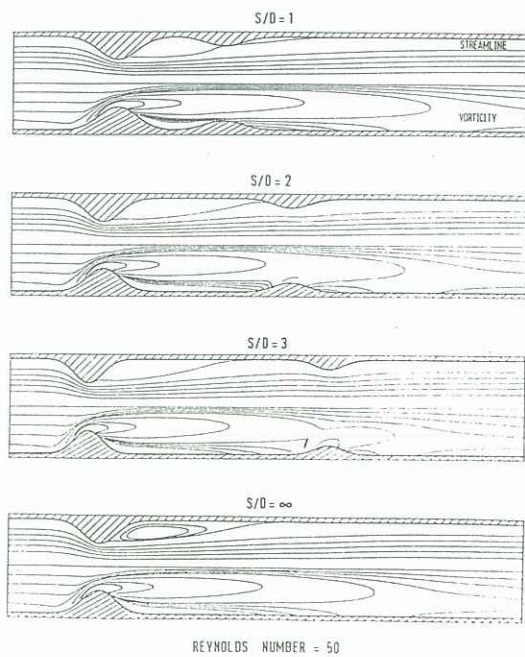 S/D = 1
STREAMLINE
VORTICITY
S/D = 2
S/D = 3
S/D = ∞
REYNOLDS NUMBER = 50